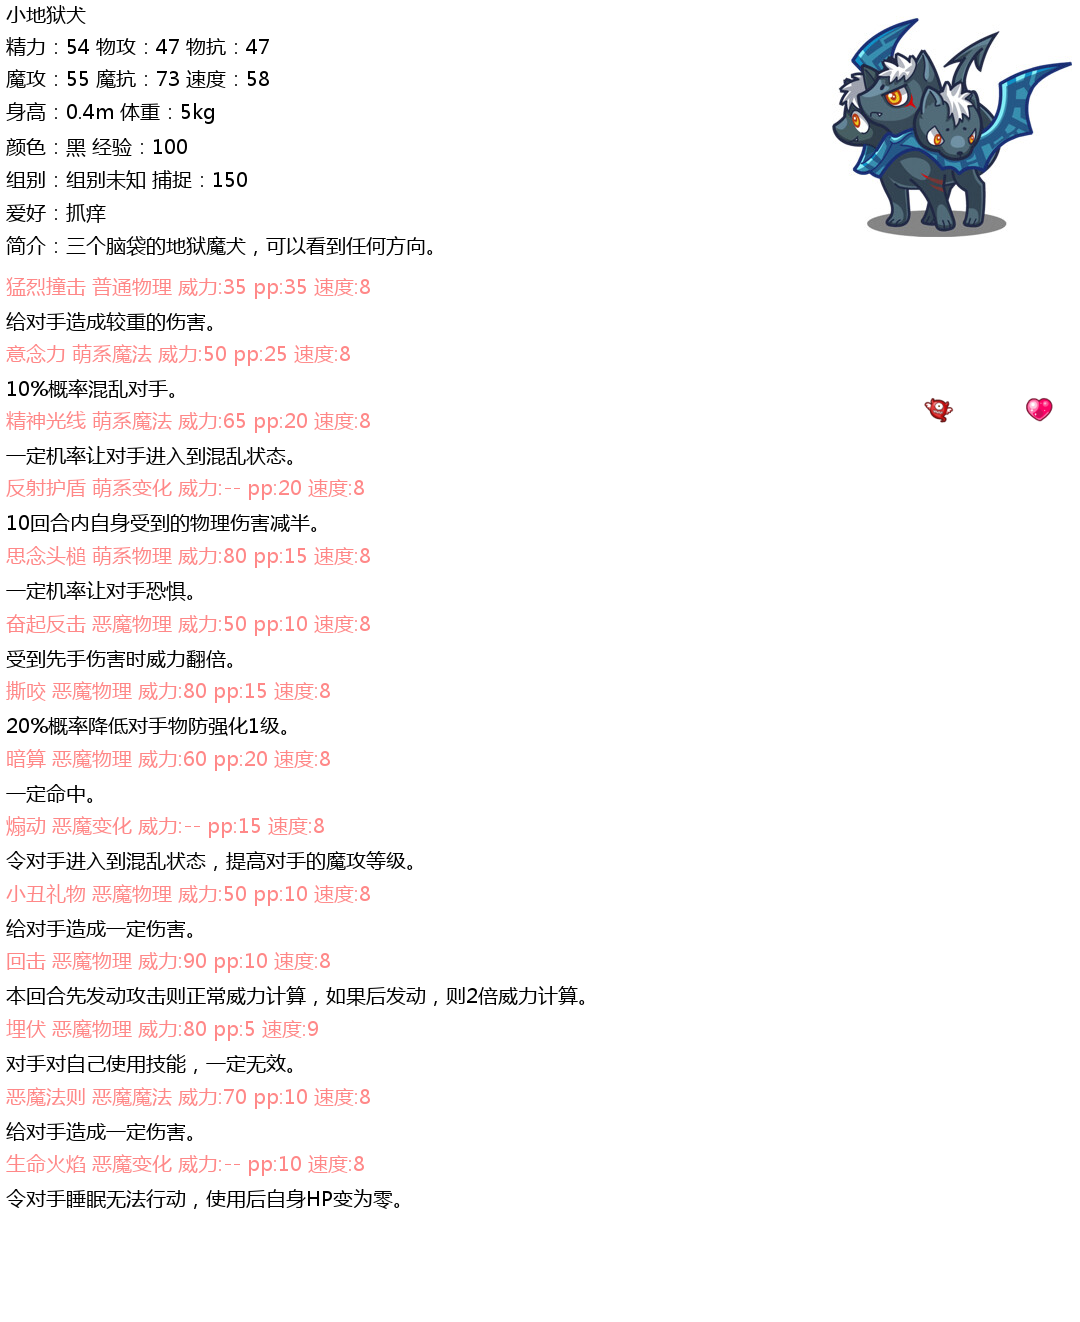 小地狱犬
精力：54 物攻：47 物抗：47
魔攻：55 魔抗：73 速度：58
身高：0.4m 体重：5kg
颜色：黑 经验：100
组别：组别未知 捕捉：150
爱好：抓痒
简介：三个脑袋的地狱魔犬，可以看到任何方向。
猛烈撞击 普通物理 威力:35 pp:35 速度:8
给对手造成较重的伤害。
意念力 萌系魔法 威力:50 pp:25 速度:8
10%概率混乱对手。
精神光线 萌系魔法 威力:65 pp:20 速度:8
一定机率让对手进入到混乱状态。
反射护盾 萌系变化 威力:-- pp:20 速度:8
10回合内自身受到的物理伤害减半。
思念头槌 萌系物理 威力:80 pp:15 速度:8
一定机率让对手恐惧。
奋起反击 恶魔物理 威力:50 pp:10 速度:8
受到先手伤害时威力翻倍。
撕咬 恶魔物理 威力:80 pp:15 速度:8
20%概率降低对手物防强化1级。
暗算 恶魔物理 威力:60 pp:20 速度:8
一定命中。
煽动 恶魔变化 威力:-- pp:15 速度:8
令对手进入到混乱状态，提高对手的魔攻等级。
小丑礼物 恶魔物理 威力:50 pp:10 速度:8
给对手造成一定伤害。
回击 恶魔物理 威力:90 pp:10 速度:8
本回合先发动攻击则正常威力计算，如果后发动，则2倍威力计算。
埋伏 恶魔物理 威力:80 pp:5 速度:9
对手对自己使用技能，一定无效。
恶魔法则 恶魔魔法 威力:70 pp:10 速度:8
给对手造成一定伤害。
生命火焰 恶魔变化 威力:-- pp:10 速度:8
令对手睡眠无法行动，使用后自身HP变为零。